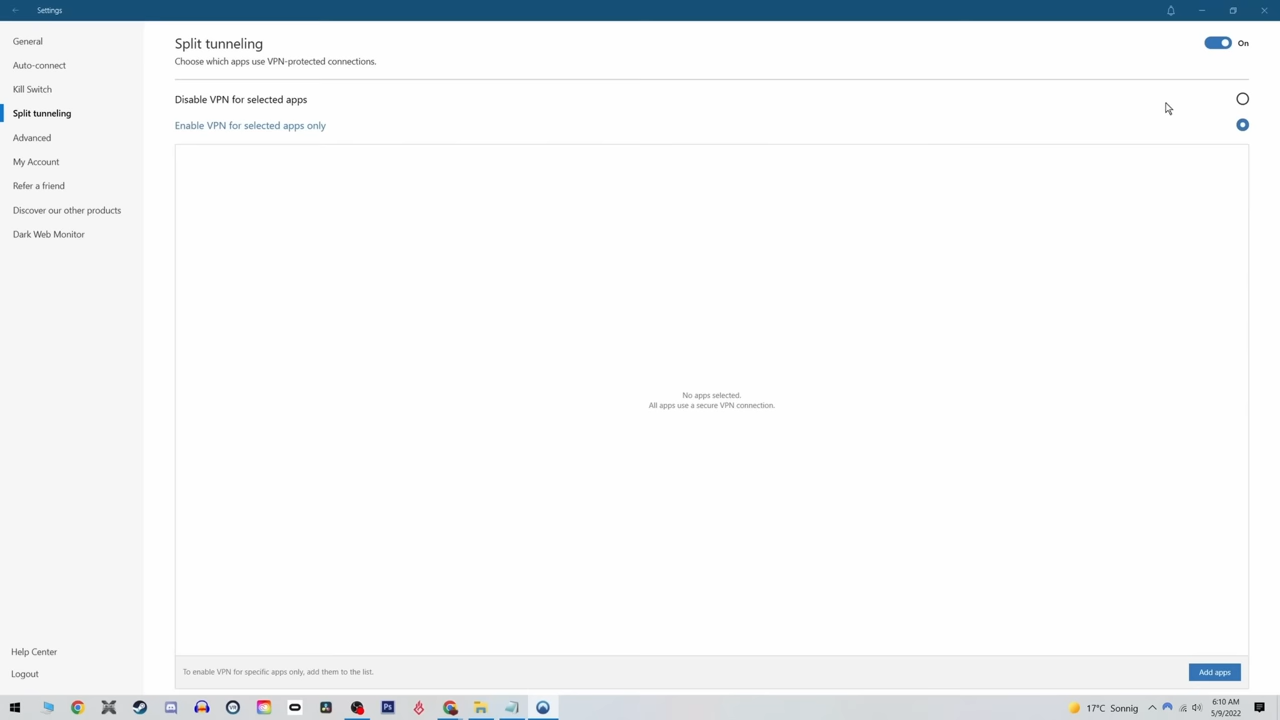 Settings
General
Auto-connect
Kill Switch
Split tunneling
Advanced
My Account
Refer a friend
Discover our other products
Dark Web Monitor
Help Center
Logout
Split tunneling
On
Choose which apps use VPN-protected connections.
Disable VPN for selected apps
Enable VPN for selected apps only
No apps selected.
All apps use a secure VPN connection.
To enable VPN for specific apps only, add them to the list.
Add apps
Ps
17°C Sonnig
6:10 AM
5/9/2022